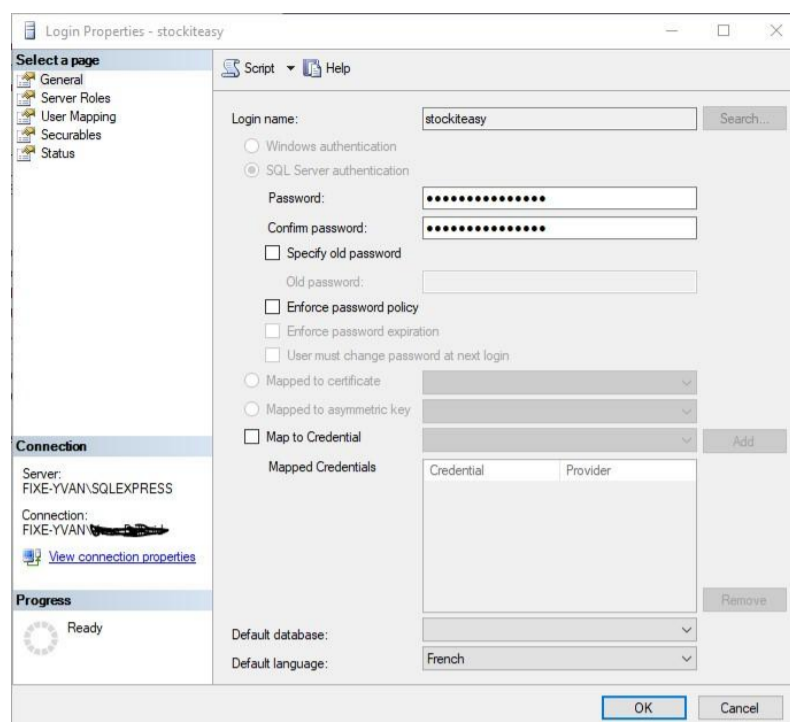 Login Properties - stockiteasy
Select a page
General
Server Roles
User Mapping
Securables
Status
Script Help
Login name: stockiteasy Search...
Windows authentication
SQL Server authentication
Password: ●●●●●●●●●●●●●●●
Confirm password: ●●●●●●●●●●●●●●●
Specify old password
Old password:
Enforce password policy
Enforce password expiration
User must change password at next login
Mapped to certificate
Mapped to asymmetric key
Map to Credential Add
Mapped Credentials Credential Provider
Remove
Default database:
Default language: French
Connection
Server:
FIXE-YVAN\SQLEXPRESS
Connection:
FIXE-YVAN\
View connection properties
Progress
Ready
OK Cancel